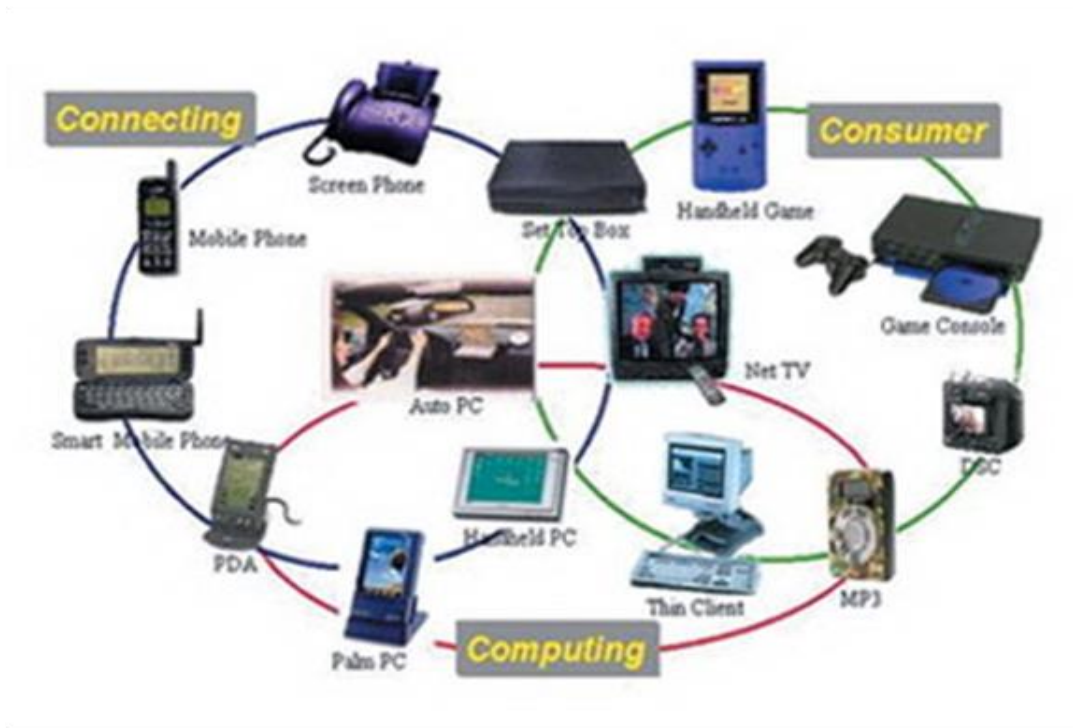 Connecting
Consumer
Screen Phone
Handheld Game
Set Top Box
Mobile Phone
Game Console
Net TV
Auto PC
Smart Mobile Phone
DSC
Handheld PC
PDA
Thin Client
MP3
Palm PC
Computing